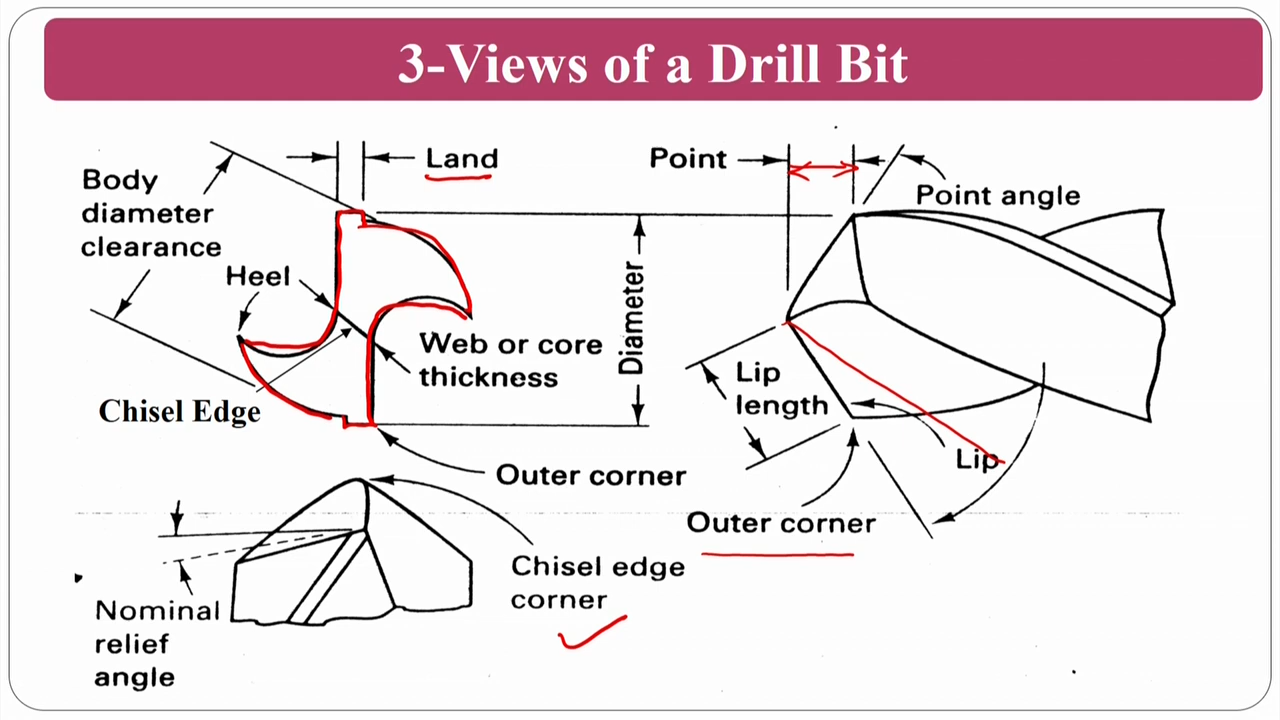 3-Views of a Drill Bit
Land
Point
Body
diameter
clearance
Point angle
Heel
Diameter
Web or core
thickness
Lip
length
Chisel Edge
Lip
Outer corner
Outer corner
Chisel edge
corner
Nominal
relief
angle